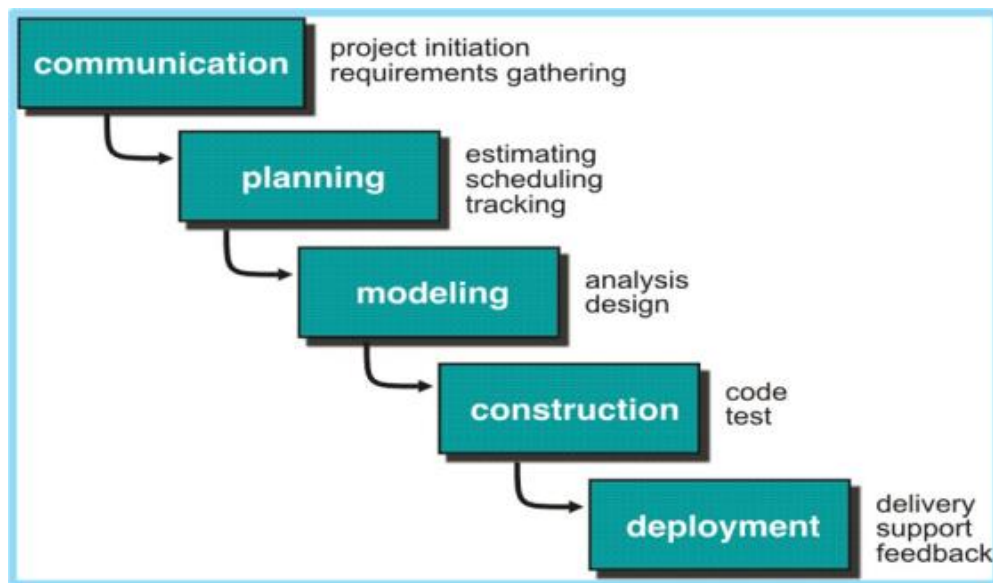 communication
project initiation
requirements gathering
planning
estimating
scheduling
tracking
modeling
analysis
design
construction
code
test
deployment
delivery
support
feedback